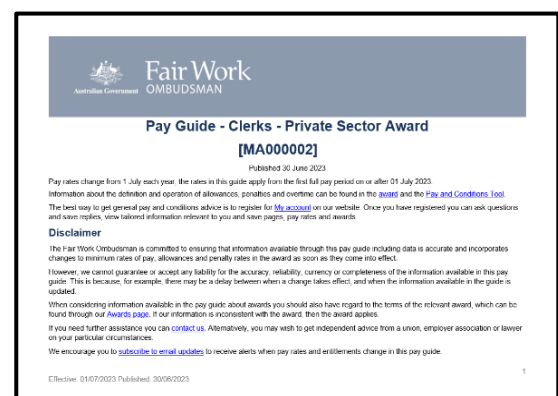 Australian Government
Fair Work
OMBUDSMAN
Pay Guide - Clerks - Private Sector Award
[MA000002]
Published 30 June 2023
Pay rates change from 1 July each year, the rates in this guide apply from the first full pay period on or after 01 July 2023.
Information about the definition and operation of allowances, penalties and overtime can be found in the award and the Pay and Conditions Tool.
The best way to get general pay and conditions advice is to register for My account on our website. Once you have registered you can ask questions
and save replies, view tailored information relevant to you and save pages, pay rates and awards.
Disclaimer
The Fair Work Ombudsman is committed to ensuring that information available through this pay guide including data is accurate and incorporates
changes to minimum rates of pay, allowances and penalty rates in the award as soon as they come into effect.
However, we cannot guarantee or accept any liability for the accuracy, reliability, currency or completeness of the information available in this pay
guide. This is because, for example, there may be a delay between when a change takes effect, and when the information available in the guide is
updated.
When considering information available in the pay guide about awards you should also have regard to the terms of the relevant award, which can be
found through our Awards page. If our information is inconsistent with the award, then the award applies.
If you need further assistance you can contact us. Alternatively, you may wish to get independent advice from a union, employer association or lawyer
on your particular circumstances.
We encourage you to subscribe to email updates to receive alerts when pay rates and entitlements change in this pay guide.
1
Effective: 01/07/2023 Published: 30/06/2023